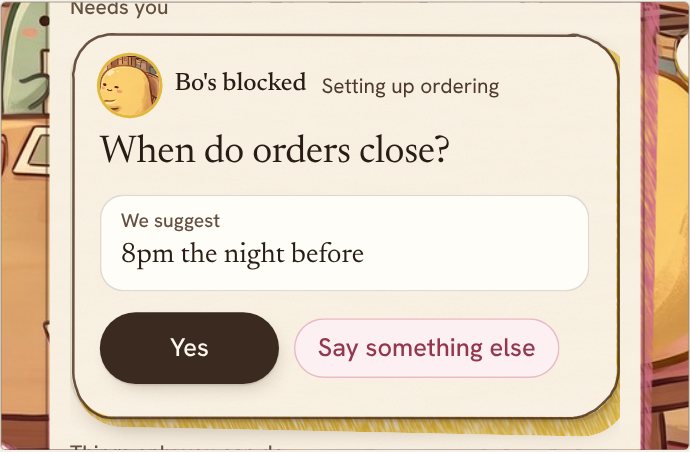 Needs you
Bo's blocked Setting up ordering
When do orders close?
We suggest
8pm the night before
Yes
Say something else